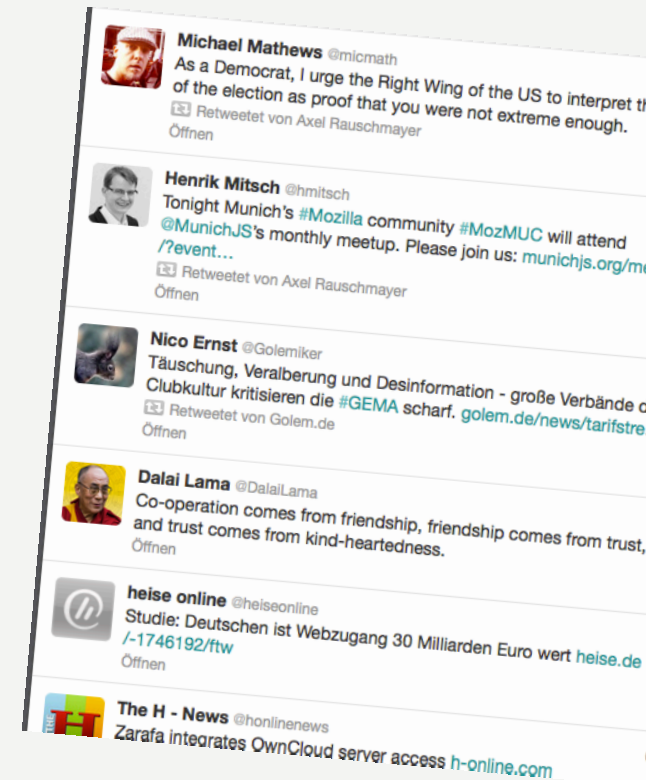 Michael Mathews @micmath
As a Democrat, I urge the Right Wing of the US to interpret
of the election as proof that you were not extreme enough.
Retweetet von Axel Rauschmayer
Öffnen
Henrik Mitsch @hmitsch
Tonight Munich's #Mozilla community #MozMUC will attend
@MunichJS's monthly meetup. Please join us: munichjs.org/me
/?event…
Retweetet von Axel Rauschmayer
Öffnen
Nico Ernst @Golemiker
Täuschung, Veralberung und Desinformation - große Verbände
Clubkultur kritisieren die #GEMA scharf. golem.de/news/tarifstre
Retweetet von Golem.de
Öffnen
Dalai Lama @DalaiLama
Co-operation comes from friendship, friendship comes from trust,
and trust comes from kind-heartedness.
Öffnen
heise online @heiseonline
Studie: Deutschen ist Webzugang 30 Milliarden Euro wert heise.de
/-1746192/ftw
Öffnen
THE H
The H - News @honlinenews
Zarafa integrates OwnCloud server access h-online.com